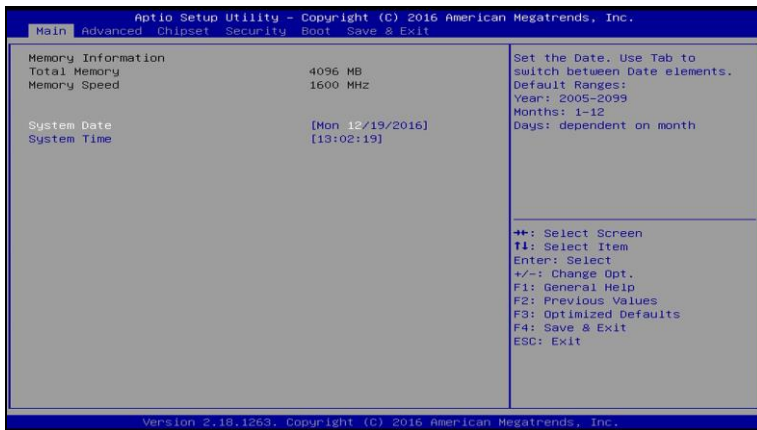 Aptio Setup Utility – Copyright (C) 2016 American Megatrends, Inc.
Main Advanced Chipset Security Boot Save & Exit
Memory Information
Total Memory 4096 MB
Memory Speed 1600 MHz
System Date [Mon 12/19/2016]
System Time [13:02:19]
Set the Date. Use Tab to
switch between Date elements.
Default Ranges:
Year: 2005-2099
Months: 1-12
Days: dependent on month
→←: Select Screen
↑↓: Select Item
Enter: Select
+/-: Change Opt.
F1: General Help
F2: Previous Values
F3: Optimized Defaults
F4: Save & Exit
ESC: Exit
Version 2.18.1263. Copyright (C) 2016 American Megatrends, Inc.